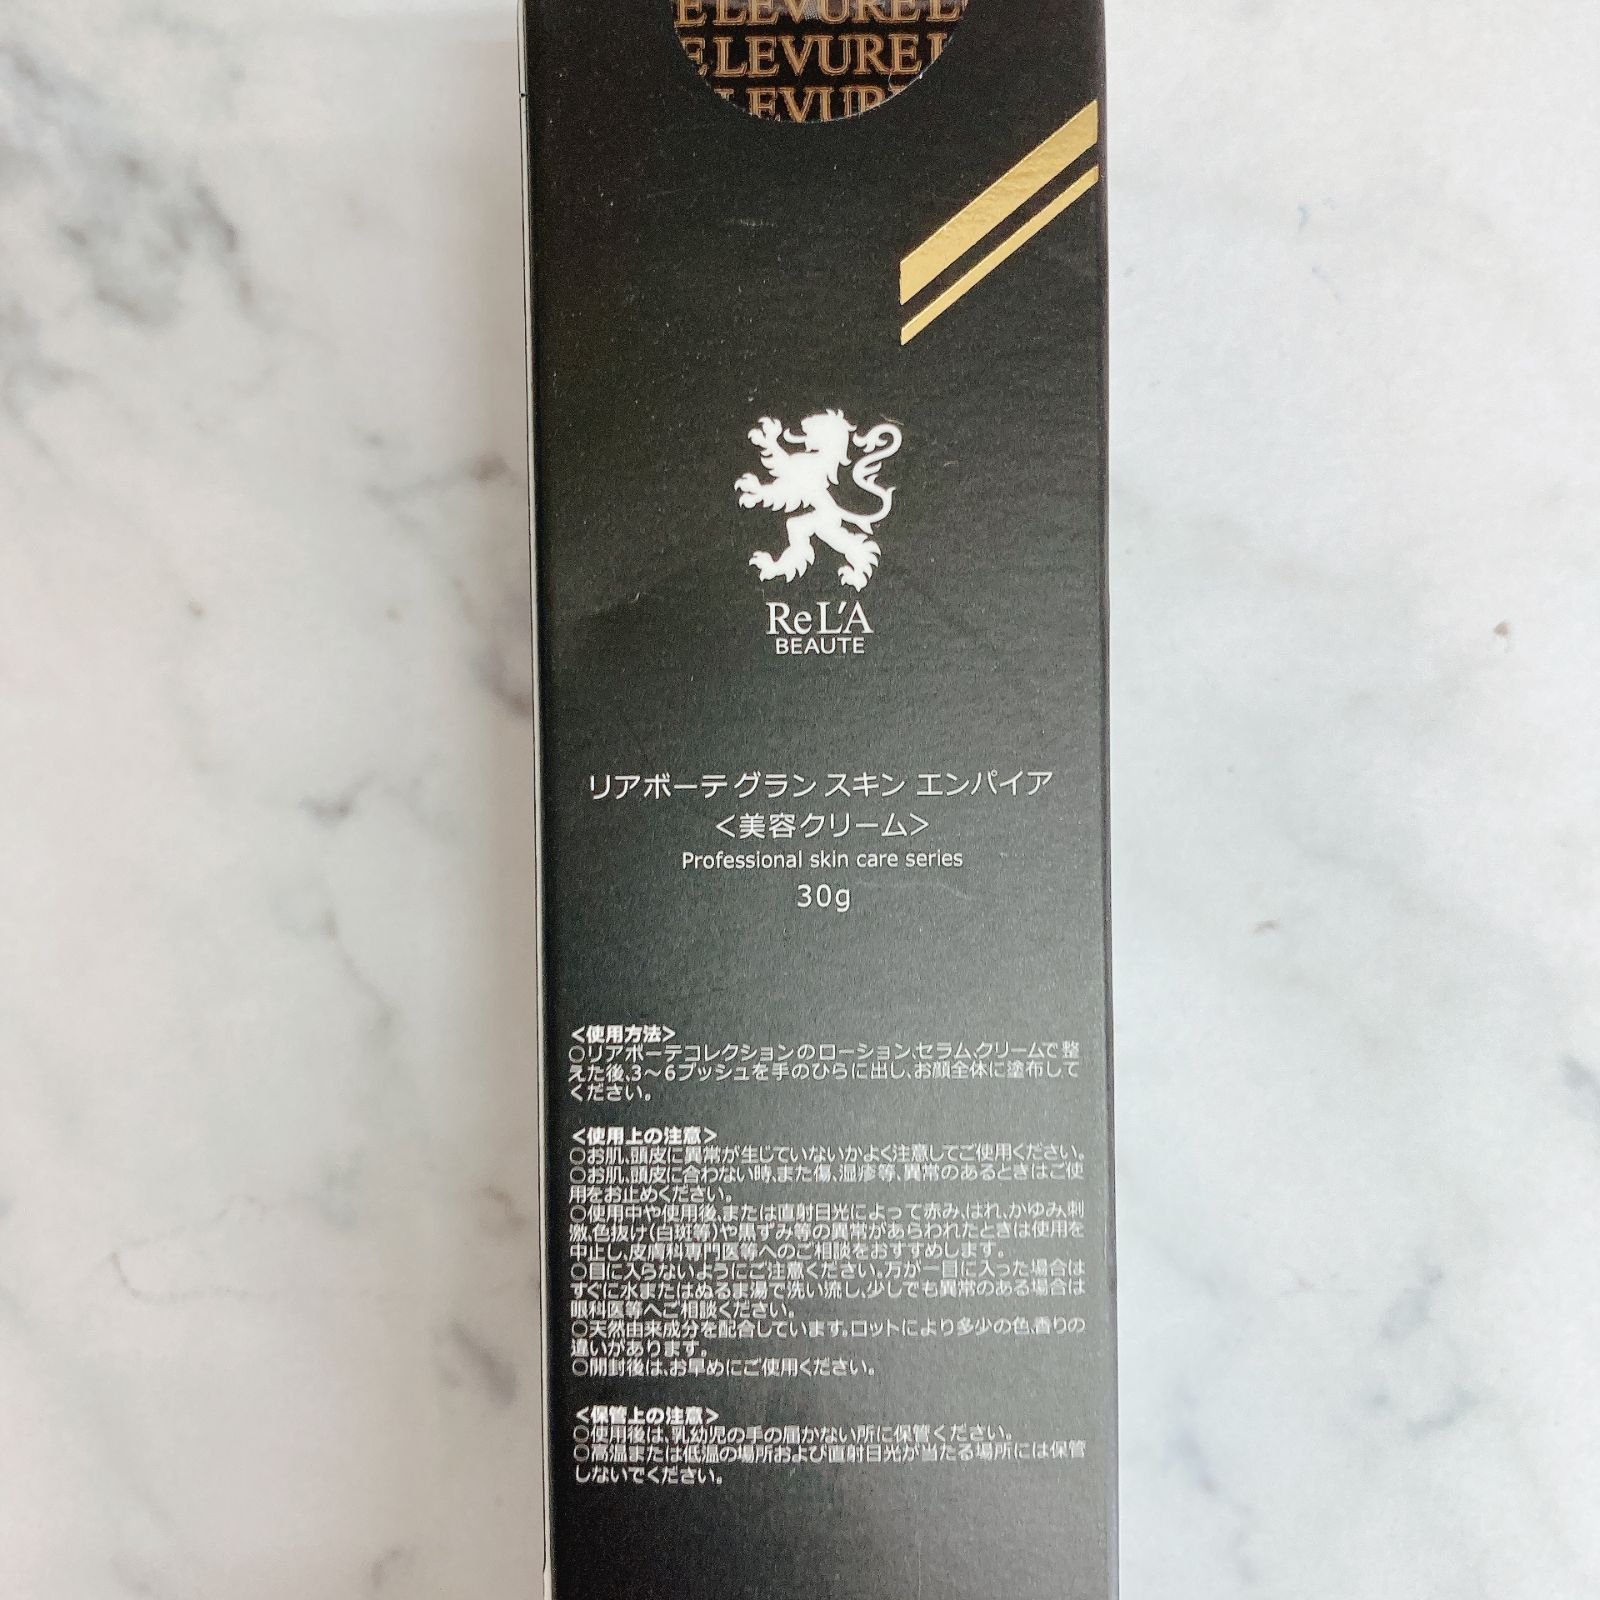 ELEVURE L
ELEVURE L
LEVURE
ReL'A
BEAUTE
リアボーテ グラン スキン エンパイア
<美容クリーム>
Professional skin care series
30g
<使用方法>
○リアボーテコレクションのローション、セラム、クリームで整
えた後、3～6プッシュを手のひらに出し、お顔全体に塗布して
ください。
<使用上の注意>
○お肌、頭皮に異常が生じていないかよく注意してご使用ください。
○お肌、頭皮に合わない時、また傷、湿疹等、異常のあるときはご使
用をお止めください。
○使用中や使用後、または直射日光によって赤み、はれ、かゆみ、刺
激、色抜け(白斑等)や黒ずみ等の異常があらわれたときは使用を
中止し、皮膚科専門医等へのご相談をおすすめします。
○目に入らないようにご注意ください。万が一目に入った場合は
すぐに水またはぬるま湯で洗い流し、少しでも異常のある場合は
眼科医等へご相談ください。
○天然由来成分を配合しています。ロットにより多少の色、香りの
違いがあります。
○開封後は、お早めにご使用ください。
<保管上の注意>
○使用後は、乳幼児の手の届かない所に保管ください。
○高温または低温の場所および直射日光が当たる場所には保管
しないでください。